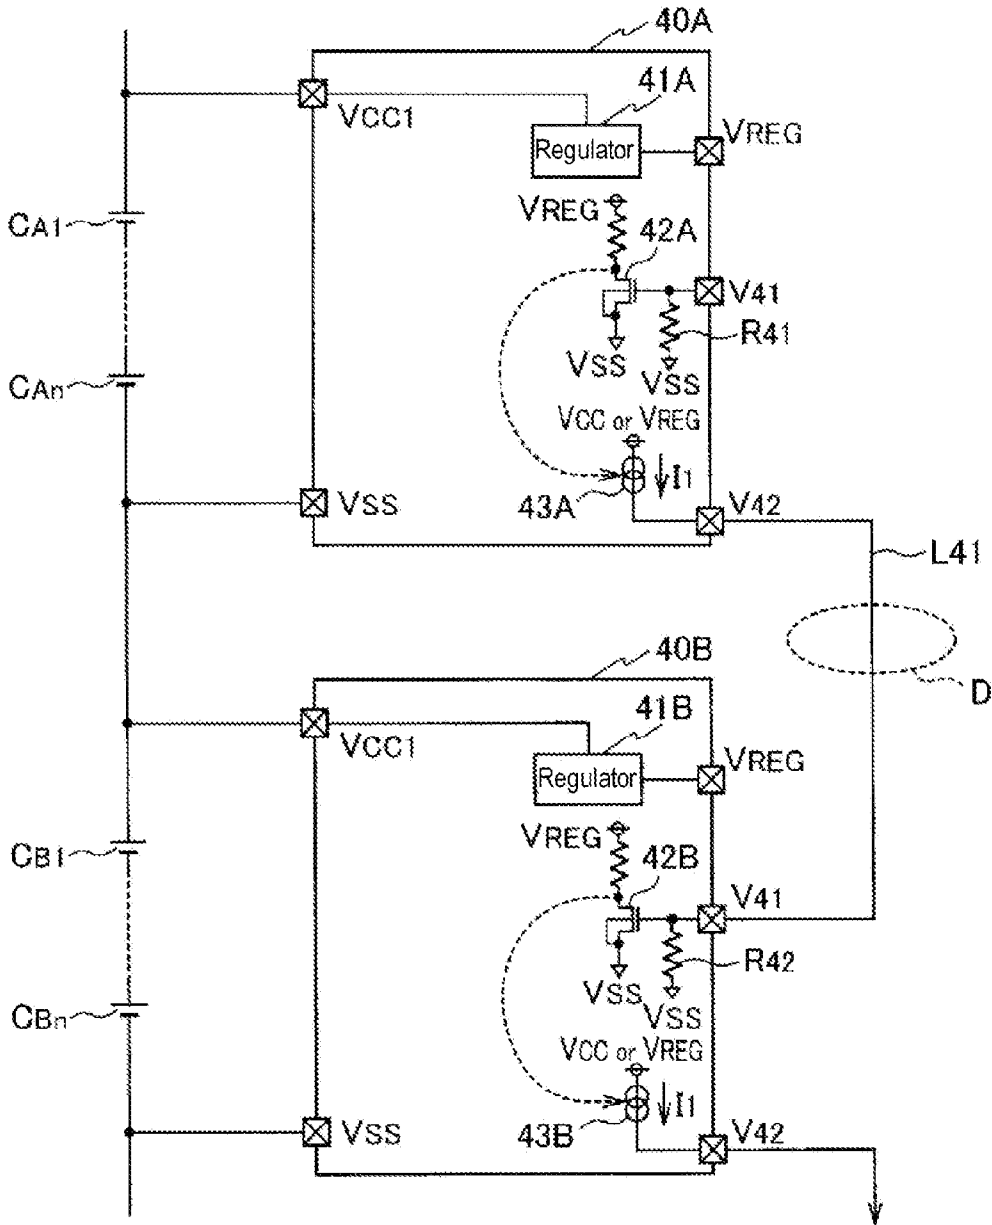 40A
VCC1
41A
Regulator
VREG
CA1
VREG
42A
V41
R41
VSS
VSS
CAn
VCC or VREG
I1
43A
VSS
V42
L41
D
40B
VCC1
41B
Regulator
VREG
CB1
VREG
42B
V41
R42
VSS
VSS
CBn
VCC or VREG
I1
43B
VSS
V42